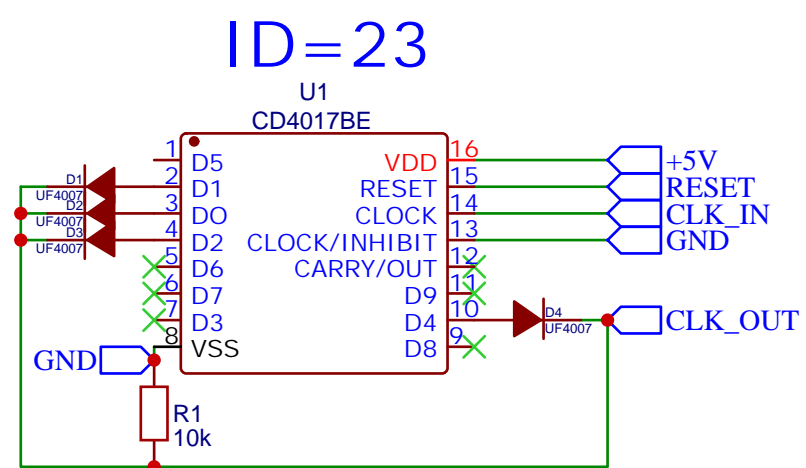 ID=23
U1
CD4017BE
1 D5
VDD 16 +5V
D1 UF4007 2 D1
RESET 15 RESET
D2 UF4007 3 DO
CLOCK 14 CLK_IN
D3 UF4007 4 D2
CLOCK/INHIBIT 13 GND
5 D6
CARRY/OUT 12
6 D7
D9 11
7 D3
D4 10 D4 UF4007 CLK_OUT
GND 8 VSS
D8 9
R1
10k